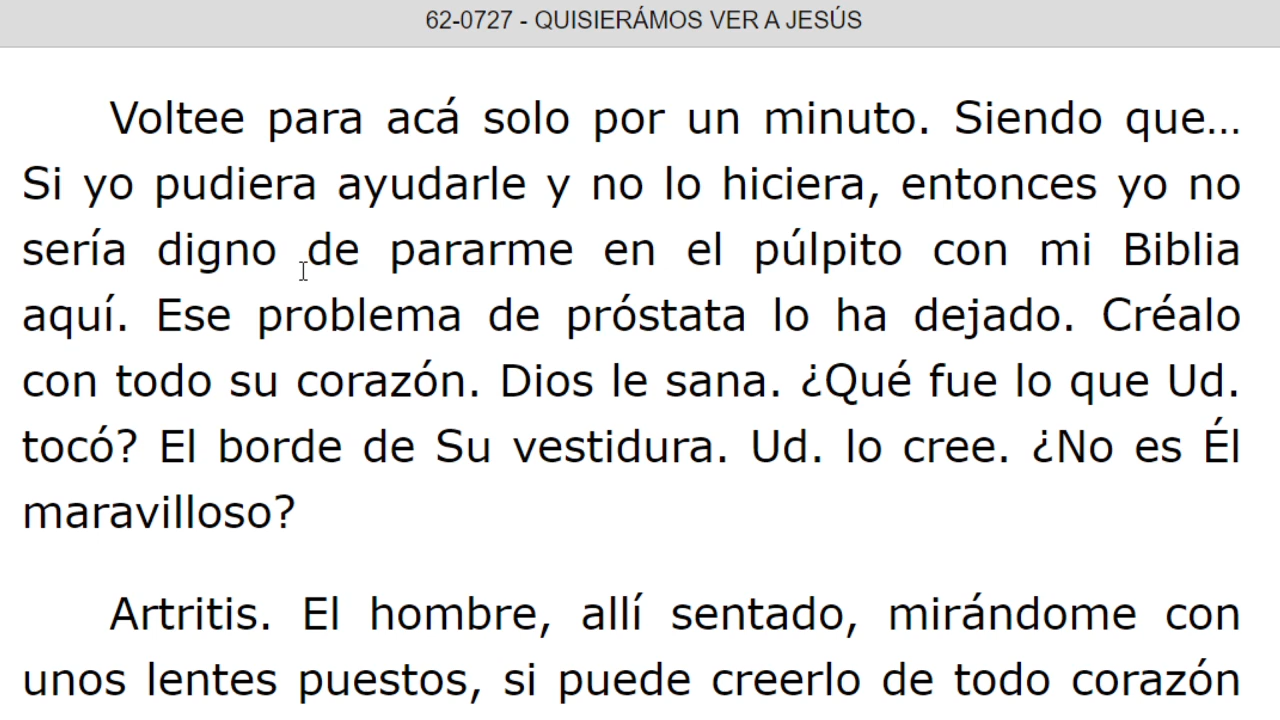 62-0727 - QUISIERÁMOS VER A JESÚS
Voltee para acá solo por un minuto. Siendo que...
Si yo pudiera ayudarle y no lo hiciera, entonces yo no
sería digno de pararme en el púlpito con mi Biblia
aquí. Ese problema de próstata lo ha dejado. Créalo
con todo su corazón. Dios le sana. ¿Qué fue lo que Ud.
tocó? El borde de Su vestidura. Ud. lo cree. ¿No es Él
maravilloso?
Artritis. El hombre, allí sentado, mirándome con
unos lentes puestos, si puede creerlo de todo corazón